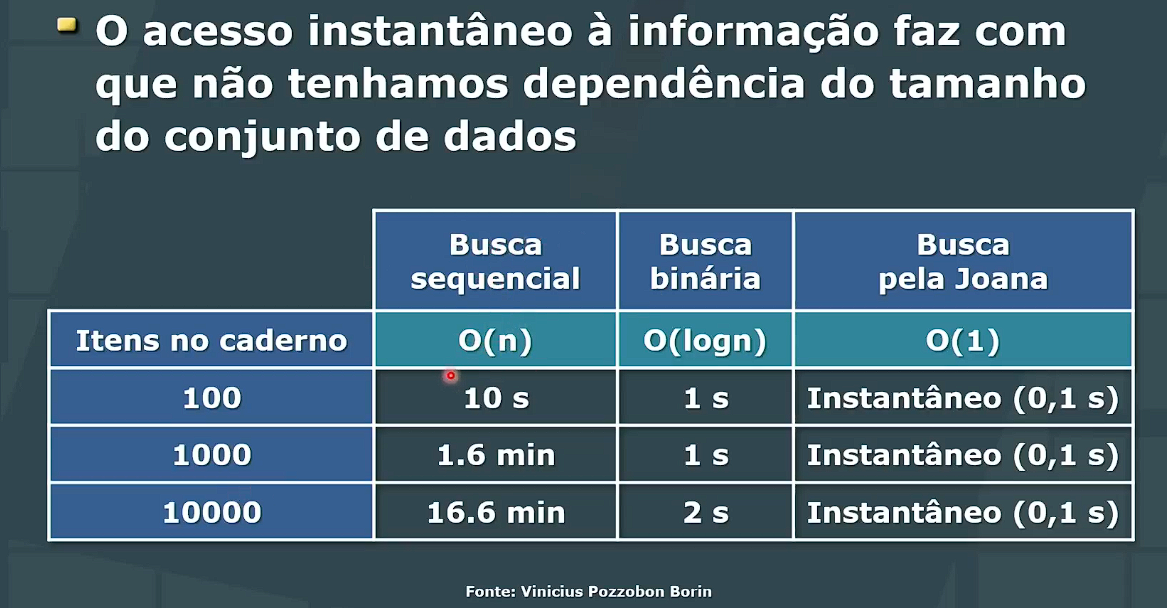 O acesso instantâneo à informação faz com
que não tenhamos dependência do tamanho
do conjunto de dados
Busca sequencial Busca binária Busca pela Joana
Itens no caderno O(n) O(logn) O(1)
100 10 s 1 s Instantâneo (0,1 s)
1000 1.6 min 1 s Instantâneo (0,1 s)
10000 16.6 min 2 s Instantâneo (0,1 s)
Fonte: Vinicius Pozzobon Borin